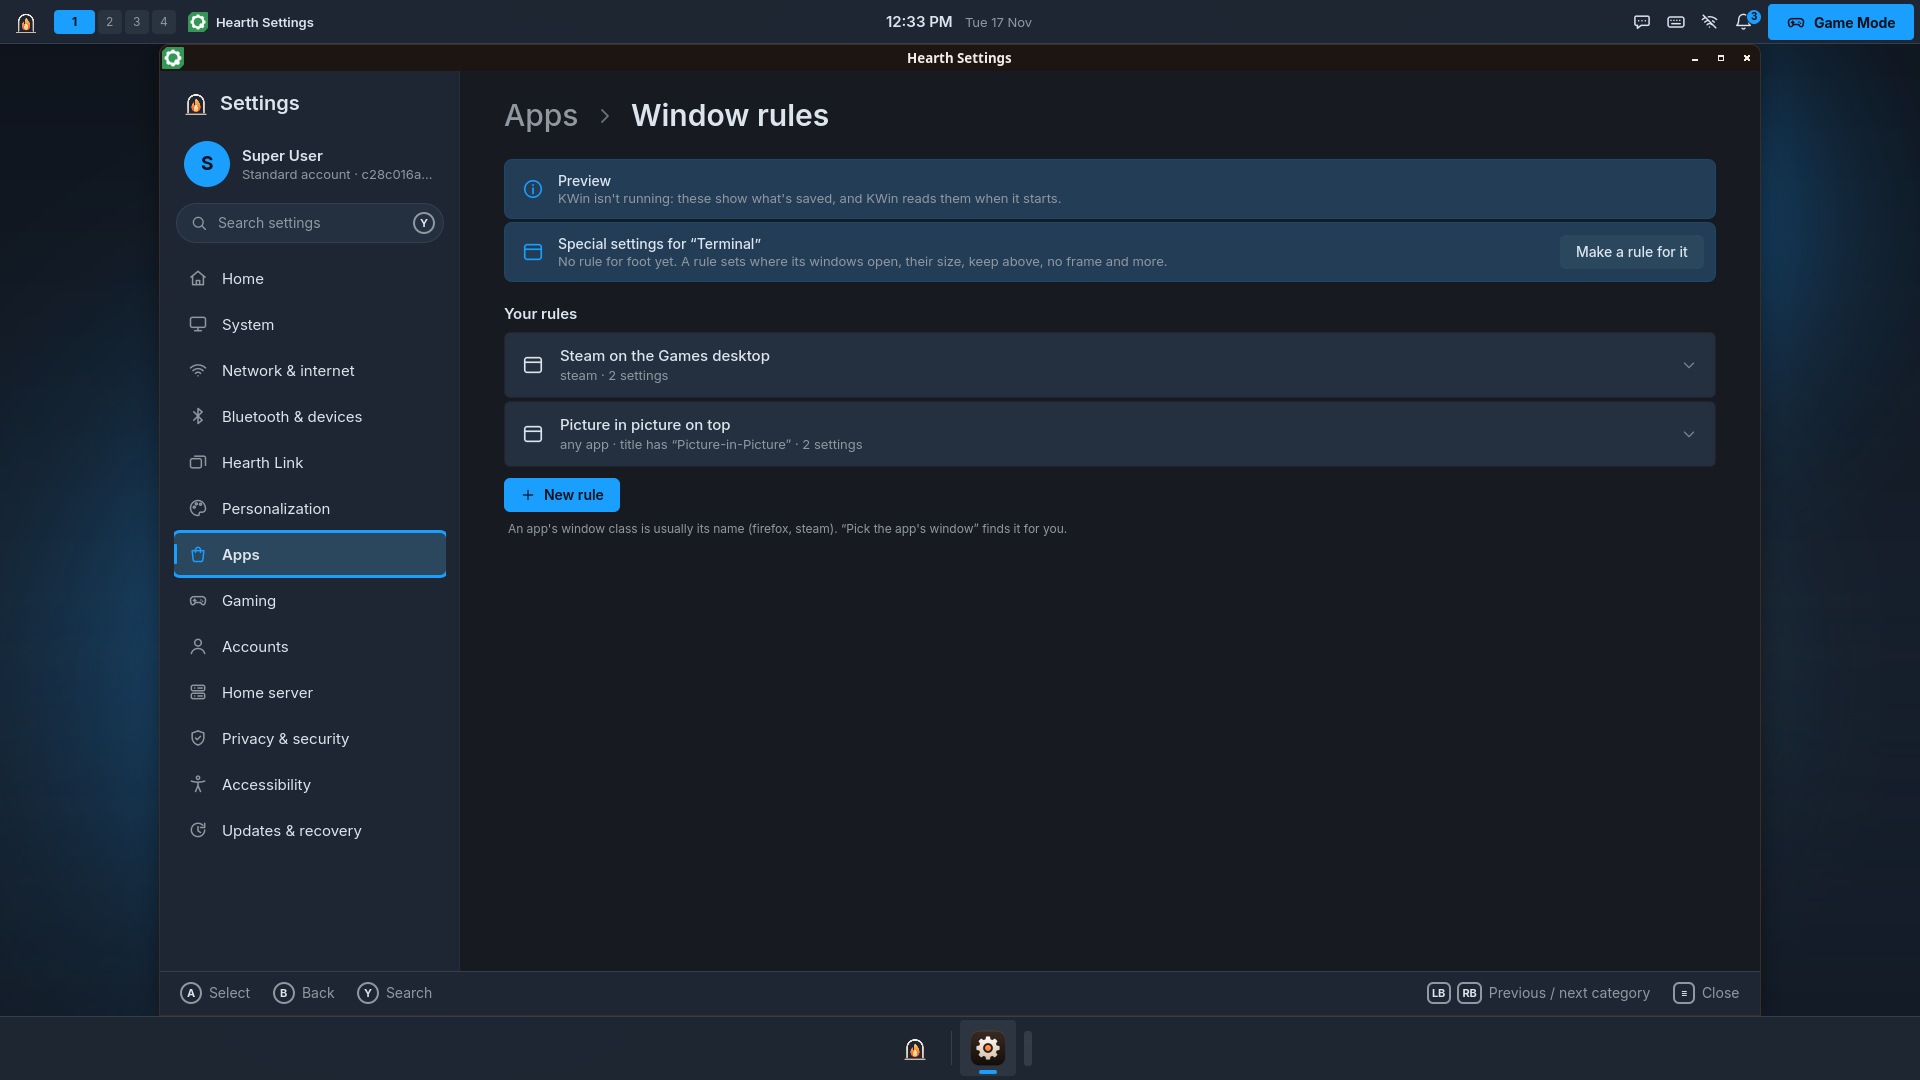 1
2
3
4
Hearth Settings
12:33 PM
Tue 17 Nov
3
Game Mode
Hearth Settings
Settings
S
Super User
Standard account · c28c016a...
Search settings
Y
Home
System
Network & internet
Bluetooth & devices
Hearth Link
Personalization
Apps
Gaming
Accounts
Home server
Privacy & security
Accessibility
Updates & recovery
Apps
Window rules
Preview
KWin isn't running: these show what's saved, and KWin reads them when it starts.
Special settings for “Terminal”
No rule for foot yet. A rule sets where its windows open, their size, keep above, no frame and more.
Make a rule for it
Your rules
Steam on the Games desktop
steam · 2 settings
Picture in picture on top
any app · title has “Picture-in-Picture” · 2 settings
New rule
An app's window class is usually its name (firefox, steam). “Pick the app's window” finds it for you.
A Select
B Back
Y Search
LB RB Previous / next category
Close